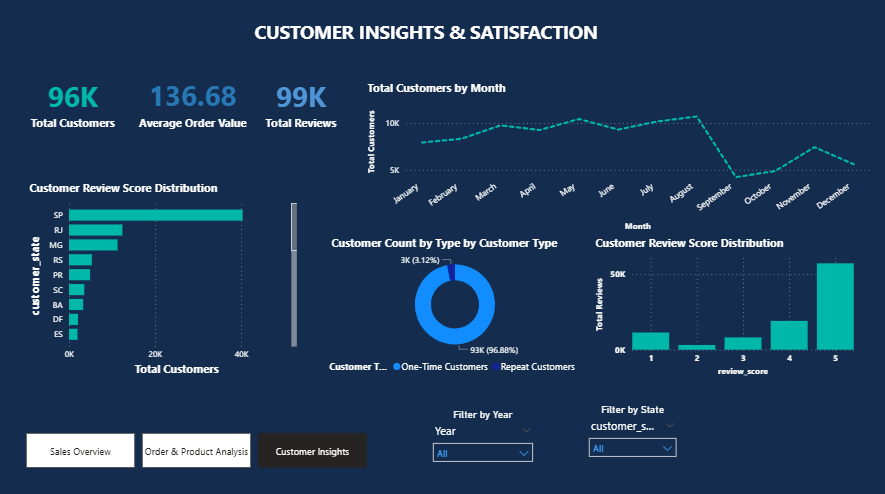 CUSTOMER INSIGHTS & SATISFACTION
96K
Total Customers
136.68
Average Order Value
99K
Total Reviews
Total Customers by Month
Total Customers
10K
5K
January
February
March
April
May
June
July
August
September
October
November
December
Month
Customer Review Score Distribution
customer_state
SP
RJ
MG
RS
PR
SC
BA
DF
ES
0K
20K
40K
Total Customers
Customer Count by Type by Customer Type
3K (3.12%)
93K (96.88%)
Customer T...
One-Time Customers
Repeat Customers
Customer Review Score Distribution
Total Reviews
50K
0K
1
2
3
4
5
review_score
Sales Overview
Order & Product Analysis
Customer Insights
Filter by Year
Year
All
Filter by State
customer_s...
All